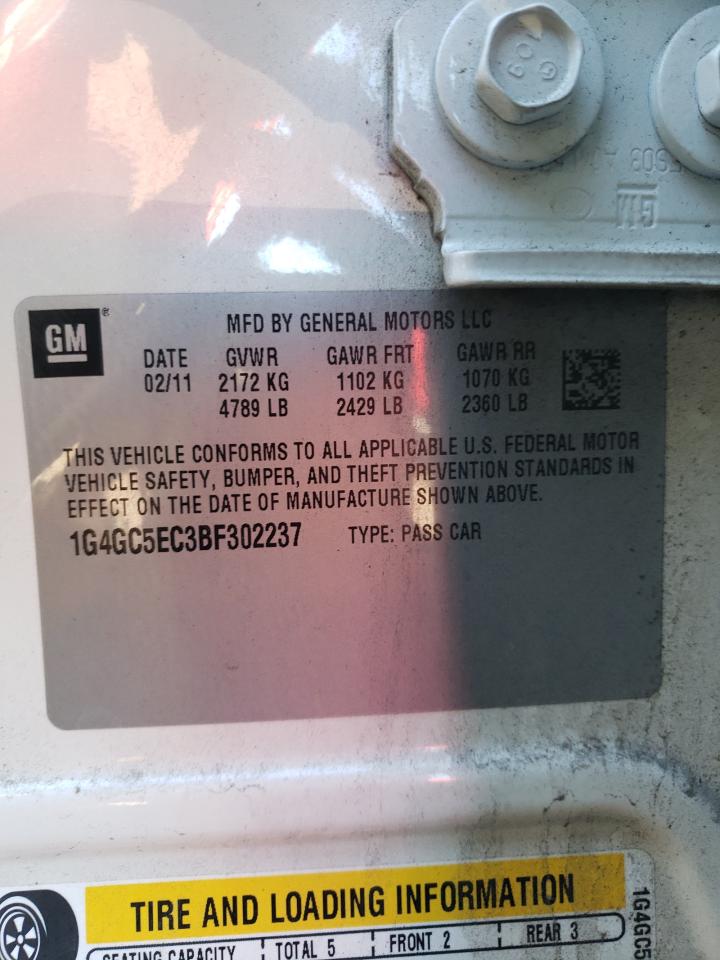 109
GM
GM ®
MFD BY GENERAL MOTORS LLC
DATE GVWR GAWR FRT GAWR RR
02/11 2172 KG 1102 KG 1070 KG
4789 LB 2429 LB 2360 LB
THIS VEHICLE CONFORMS TO ALL APPLICABLE U.S. FEDERAL MOTOR
VEHICLE SAFETY, BUMPER, AND THEFT PREVENTION STANDARDS IN
EFFECT ON THE DATE OF MANUFACTURE SHOWN ABOVE.
1G4GC5EC3BF302237 TYPE: PASS CAR
TIRE AND LOADING INFORMATION
SEATING CAPACITY TOTAL 5 FRONT 2 REAR 3
1G4GC5